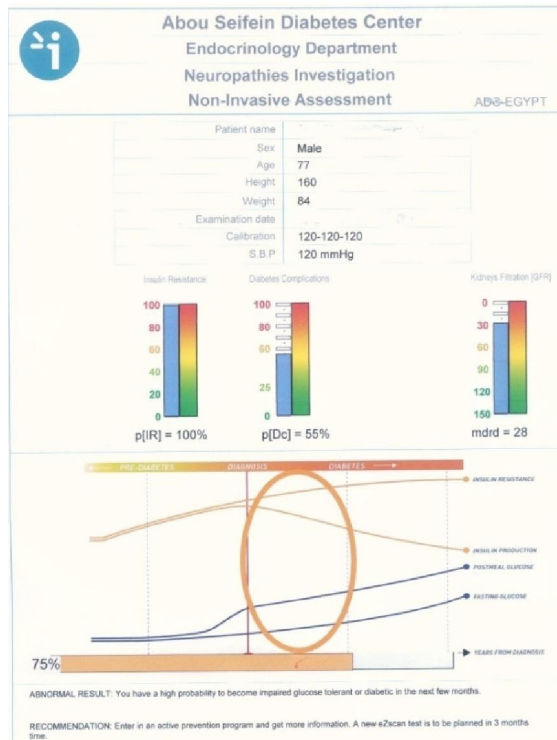 Abou Seifein Diabetes Center
Endocrinology Department
Neuropathies Investigation
Non-Invasive Assessment
ADS-EGYPT
Patient name
Sex Male
Age 77
Height 160
Weight 84
Examination date
Calibration 120-120-120
S.B.P 120 mmHg
Insulin Resistance Diabetes Complications Kidneys Filtration [GFR]
100 100 0
80 80 30
60 60 60
40 90
20 25 120
0 0 150
p[IR] = 100% p[Dc] = 55% mdrd = 28
PRE-DIABETES DIAGNOSIS DIABETES
INSULIN RESISTANCE
INSULIN PRODUCTION
POSTMEAL GLUCOSE
FASTING GLUCOSE
75% YEARS FROM DIAGNOSIS
ABNORMAL RESULT: You have a high probability to become impaired glucose tolerant or diabetic in the next few months.
RECOMMENDATION: Enter in an active prevention program and get more information. A new eZscan test is to be planned in 3 months
time.